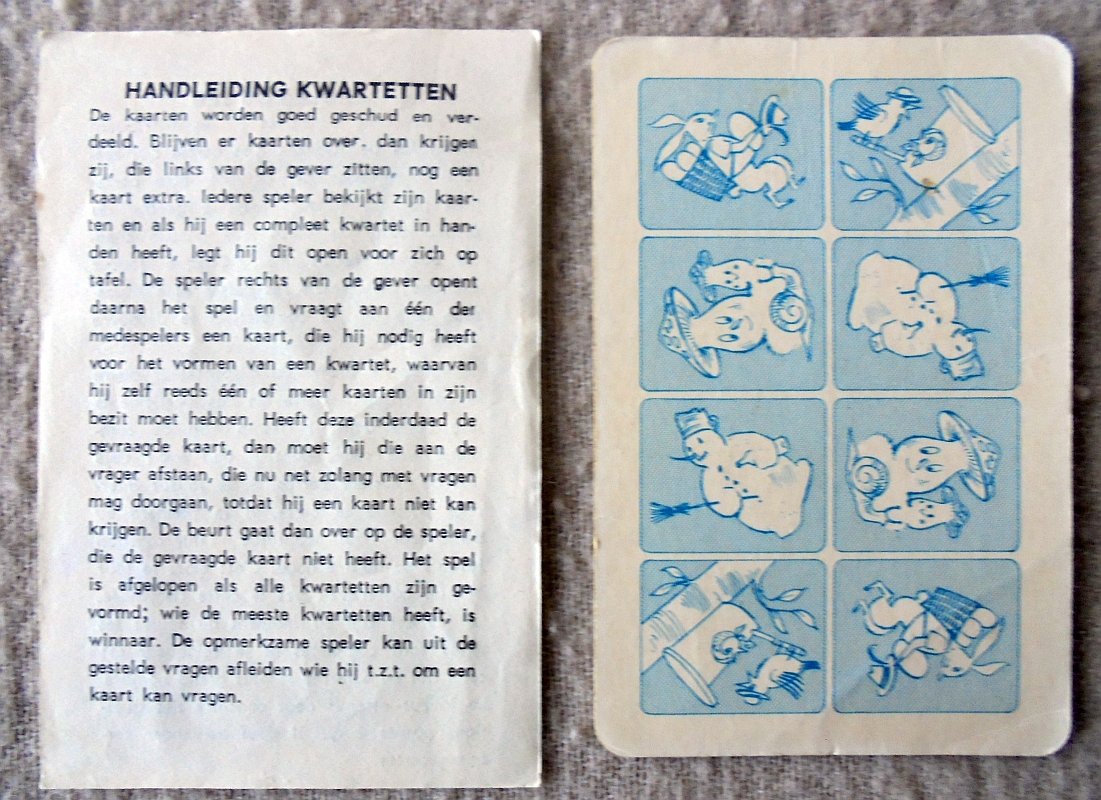 HANDLEIDING KWARTETTEN
De kaarten worden goed geschud en ver-
deeld. Blijven er kaarten over. dan krijgen
zij, die links van de gever zitten, nog een
kaart extra. Iedere speler bekijkt zijn kaar-
ten en als hij een compleet kwartet in han-
den heeft, legt hij dit open voor zich op
tafel. De speler rechts van de gever opent
daarna het spel en vraagt aan één der
medespelers een kaart, die hij nodig heeft
voor het vormen van een kwartet, waarvan
hij zelf reeds één of meer kaarten in zijn
bezit moet hebben. Heeft deze inderdaad de
gevraagde kaart, dan moet hij die aan de
vrager afstaan, die nu net zolang met vragen
mag doorgaan, totdat hij een kaart niet kan
krijgen. De beurt gaat dan over op de speler,
die de gevraagde kaart niet heeft. Het spel
is afgelopen als alle kwartetten zijn ge-
vormd; wie de meeste kwartetten heeft, is
winnaar. De opmerkzame speler kan uit de
gestelde vragen afleiden wie hij t.z.t. om een
kaart kan vragen.